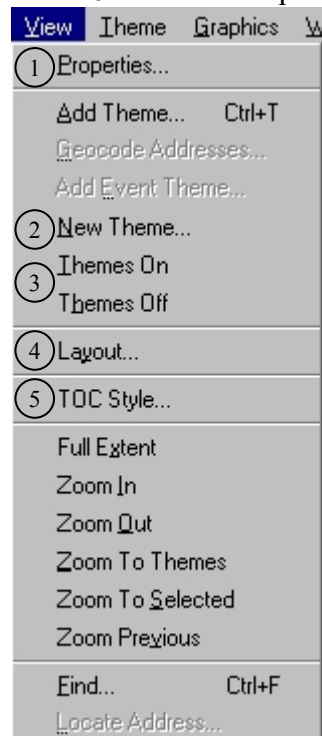 View Theme Graphics W
1 Properties...
Add Theme... Ctrl+T
Geocode Addresses...
Add Event Theme...
2 New Theme...
3 Themes On
Themes Off
4 Layout...
5 TOC Style...
Full Extent
Zoom In
Zoom Out
Zoom To Themes
Zoom To Selected
Zoom Previous
Find... Ctrl+F
Locate Address...